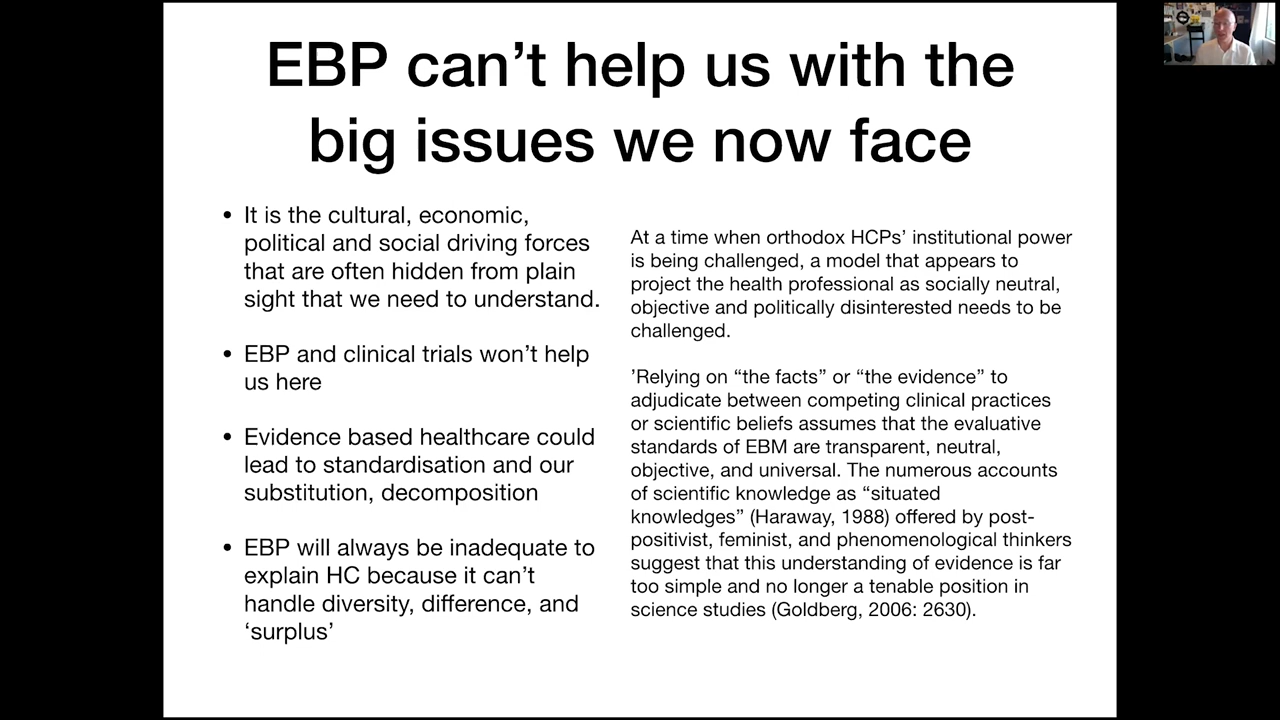 EBP can’t help us with the
big issues we now face
• It is the cultural, economic,
political and social driving forces
that are often hidden from plain
sight that we need to understand.
• EBP and clinical trials won’t help
us here
• Evidence based healthcare could
lead to standardisation and our
substitution, decomposition
• EBP will always be inadequate to
explain HC because it can’t
handle diversity, difference, and
‘surplus’
At a time when orthodox HCPs’ institutional power
is being challenged, a model that appears to
project the health professional as socially neutral,
objective and politically disinterested needs to be
challenged.
’Relying on “the facts” or “the evidence” to
adjudicate between competing clinical practices
or scientific beliefs assumes that the evaluative
standards of EBM are transparent, neutral,
objective, and universal. The numerous accounts
of scientific knowledge as “situated
knowledges” (Haraway, 1988) offered by post-
positivist, feminist, and phenomenological thinkers
suggest that this understanding of evidence is far
too simple and no longer a tenable position in
science studies (Goldberg, 2006: 2630).